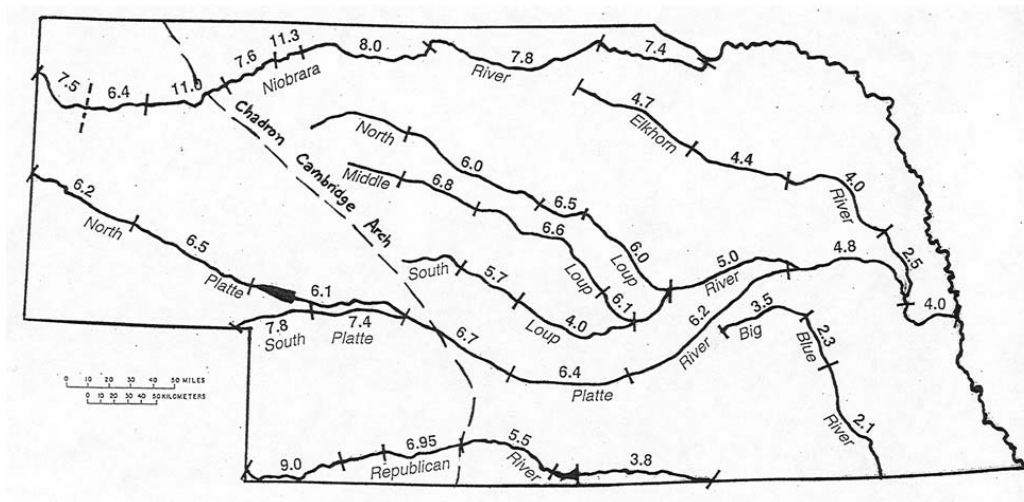 7.5
6.4
11.0
7.6
11.3
8.0
7.8
7.4
Niobrara
River
Chadron
Cambridge
Arch
North
6.0
6.5
6.0
Loup
Middle
6.8
6.6
Loup
6.1
South
5.7
4.0
Loup
5.0
River
4.7
Elkhorn
4.4
4.0
River
2.5
6.2
North
6.5
Platte
6.1
7.8
South
7.4
Platte
6.7
6.4
Platte
River
6.2
4.8
4.0
3.5
Big
2.3
Blue
2.1
River
9.0
6.95
Republican
5.5
River
3.8
0 10 20 30 40 50 MILES
0 10 20 30 40 50 KILOMETERS